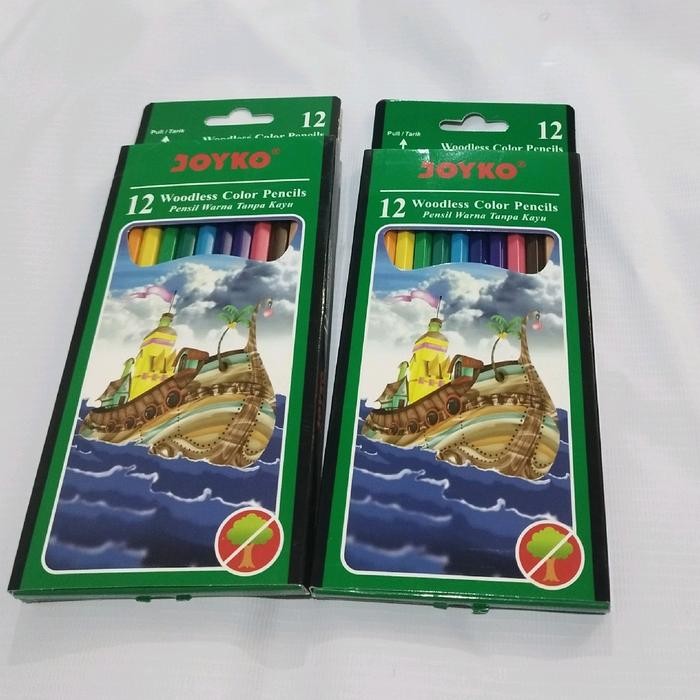 12
Pull / Tarik
Woodless Color Pencils
JOYKO®
12 Woodless Color Pencils
Pensil Warna Tanpa Kayu
12
Pull / Tarik
Woodless Color Pencils
JOYKO®
12 Woodless Color Pencils
Pensil Warna Tanpa Kayu